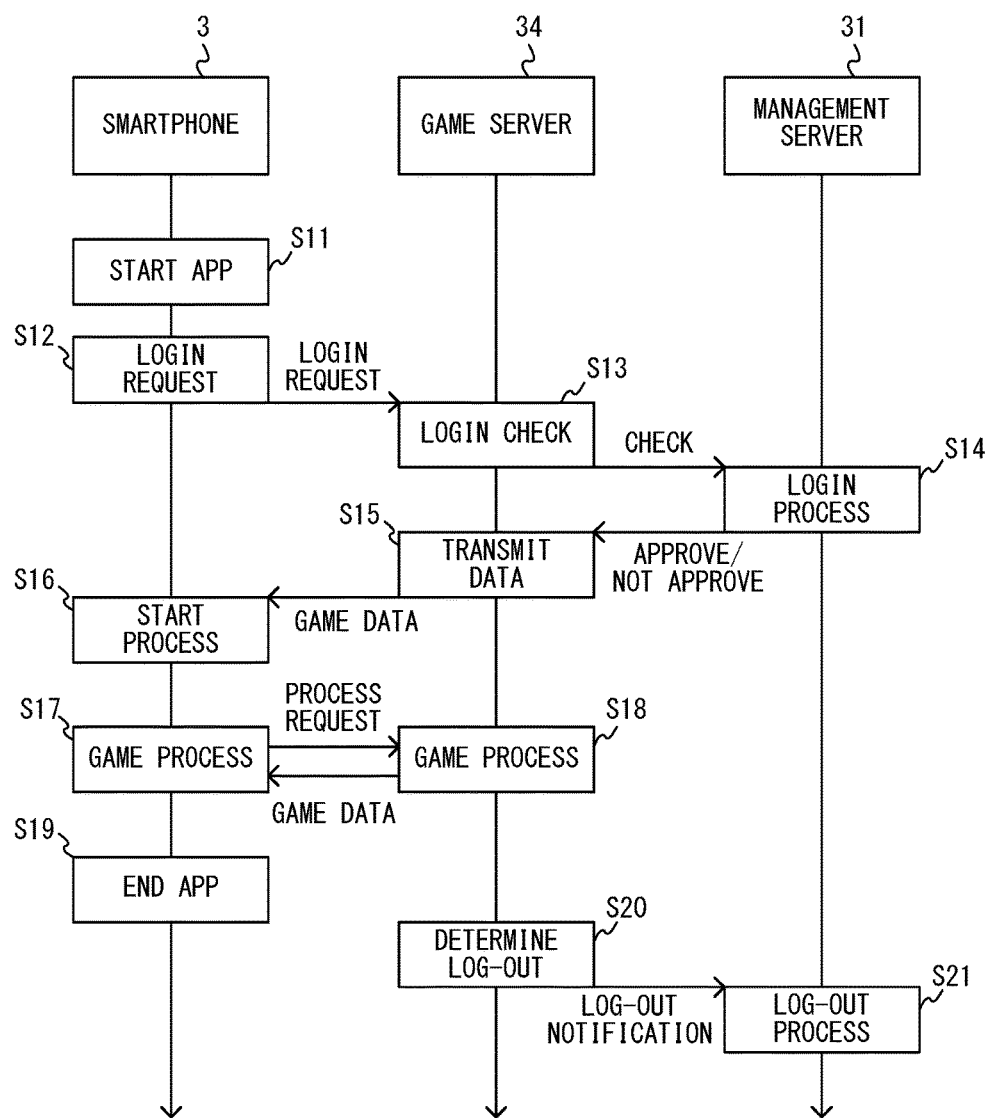 3
34
31
SMARTPHONE
GAME SERVER
MANAGEMENT
SERVER
S11
START APP
S12
LOGIN
REQUEST
LOGIN
REQUEST
S13
LOGIN CHECK
CHECK
S14
LOGIN
PROCESS
S15
TRANSMIT
DATA
APPROVE/
NOT APPROVE
S16
START
PROCESS
GAME DATA
S17
GAME PROCESS
PROCESS
REQUEST
S18
GAME PROCESS
GAME DATA
S19
END APP
S20
DETERMINE
LOG-OUT
LOG-OUT
NOTIFICATION
S21
LOG-OUT
PROCESS